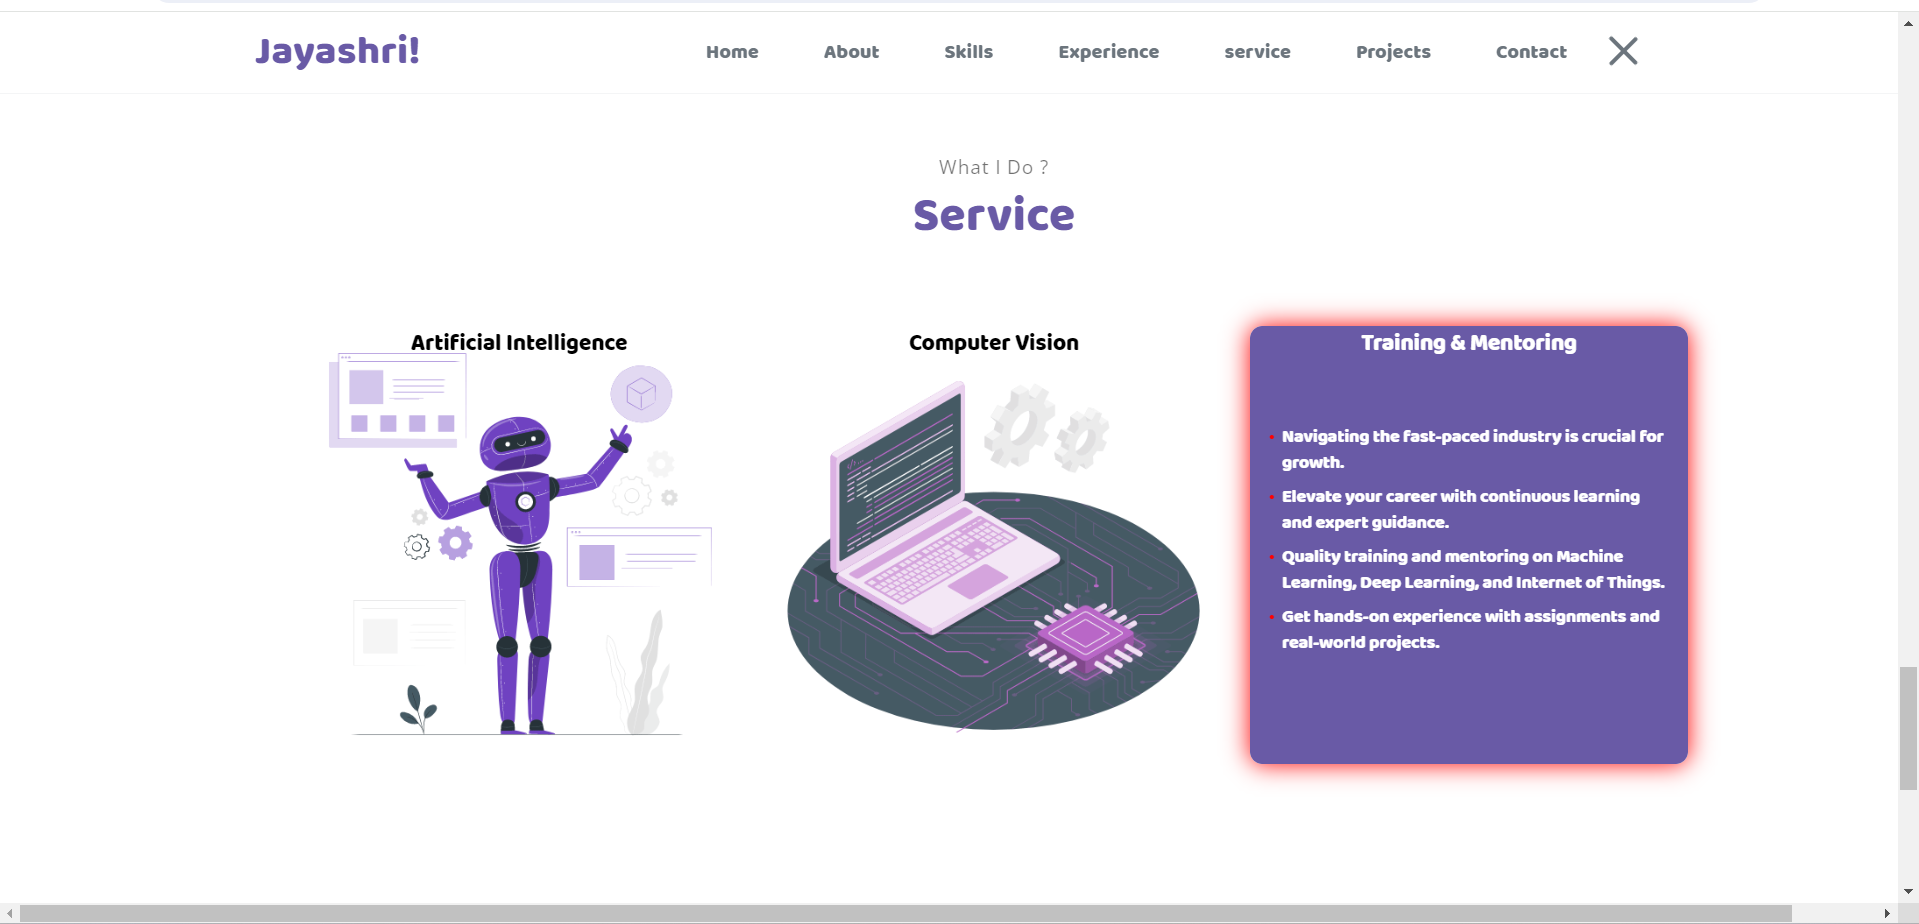 Jayashri!
Home About Skills Experience service Projects Contact
What I Do ?
Service
Artificial Intelligence
Computer Vision
Training & Mentoring
Navigating the fast-paced industry is crucial for
growth.
Elevate your career with continuous learning
and expert guidance.
Quality training and mentoring on Machine
Learning, Deep Learning, and Internet of Things.
Get hands-on experience with assignments and
real-world projects.